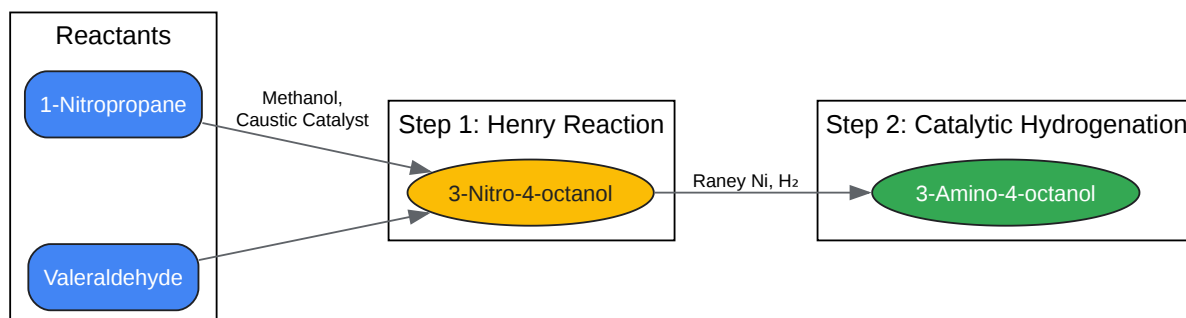 Reactants
1-Nitropropane
Valeraldehyde
Methanol,
Caustic Catalyst
Step 1: Henry Reaction
3-Nitro-4-octanol
Raney Ni, H₂
Step 2: Catalytic Hydrogenation
3-Amino-4-octanol